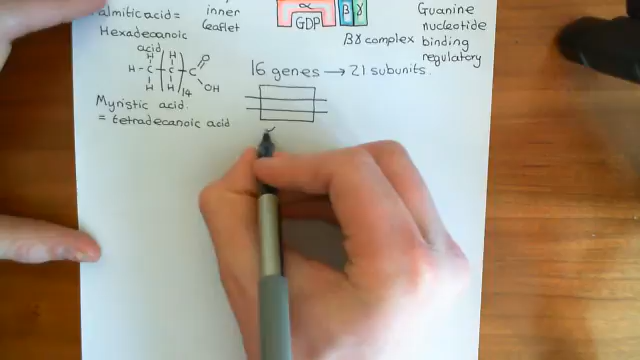 Palmitic acid =
Hexadecanoic
acid
H H O
H - C C C
H H OH
14
Myristic acid.
= tetradecanoic acid
inner
leaflet
α
GDP
β γ
βγ complex
Guanine
nucleotide
binding
regulatory
16 genes → 21 subunits.